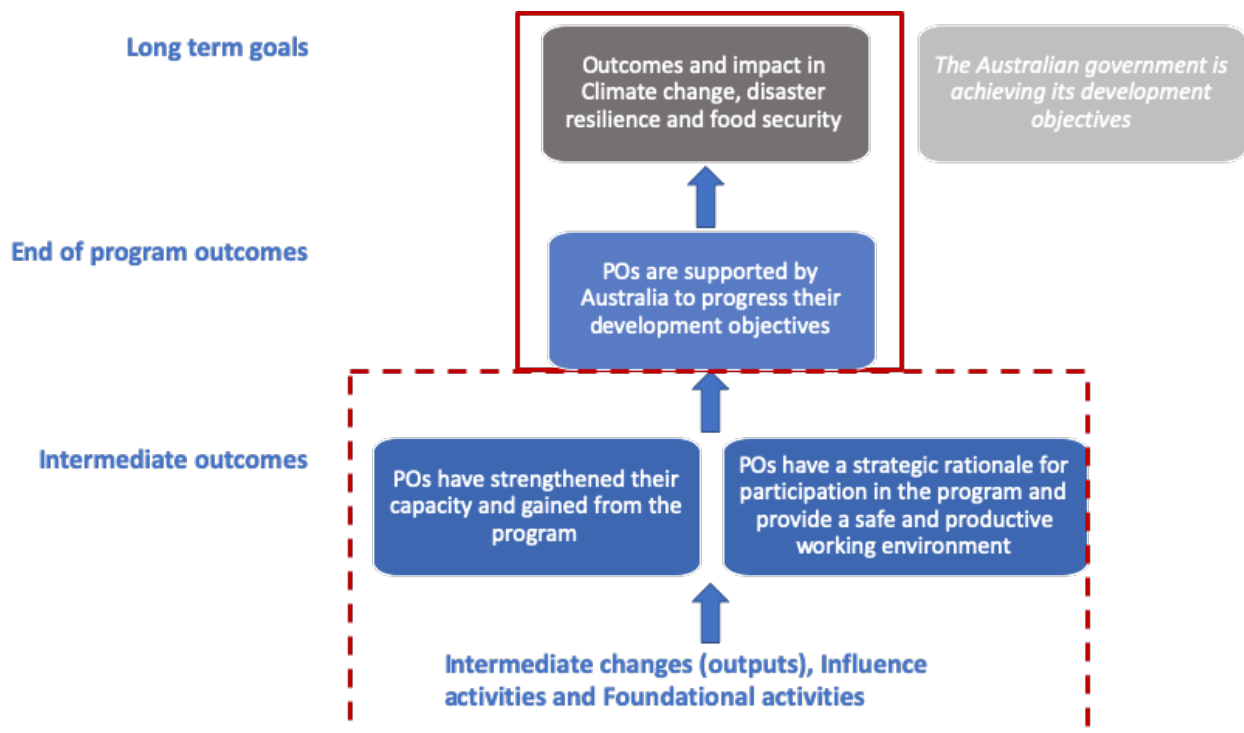 Long term goals
Outcomes and impact in
Climate change, disaster
resilience and food security
The Australian government is
achieving its development
objectives
End of program outcomes
POs are supported by
Australia to progress their
development objectives
Intermediate outcomes
POs have strengthened their
capacity and gained from the
program
POs have a strategic rationale for
participation in the program and
provide a safe and productive
working environment
Intermediate changes (outputs), Influence
activities and Foundational activities